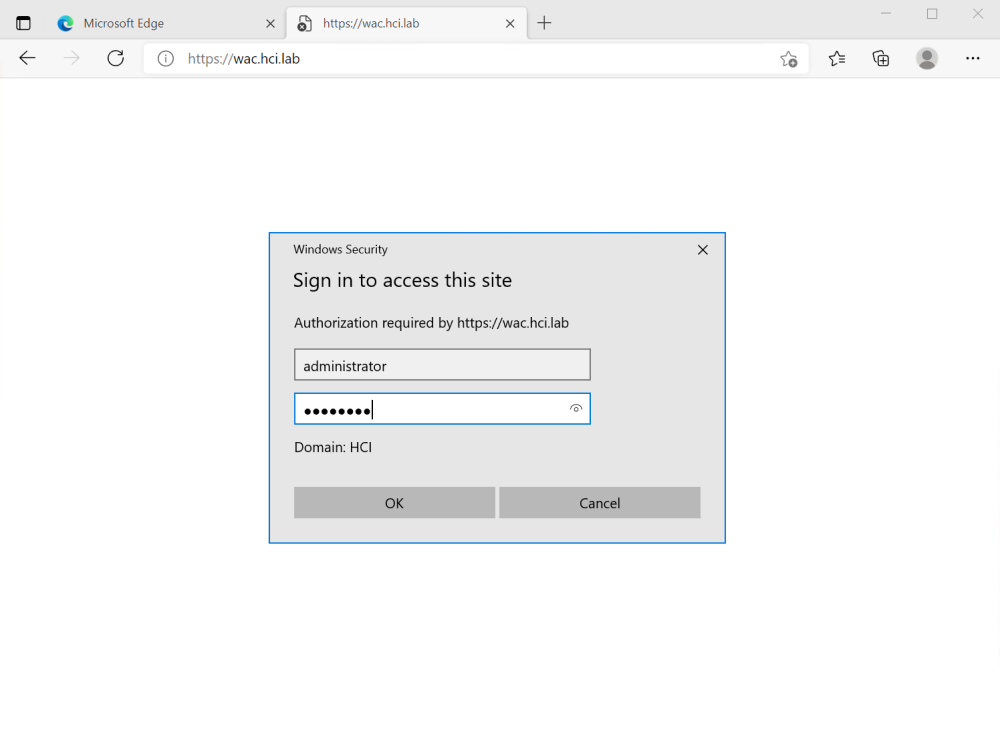 Microsoft Edge
https://wac.hci.lab
https://wac.hci.lab
Windows Security
Sign in to access this site
Authorization required by https://wac.hci.lab
administrator
••••••••
Domain: HCI
OK
Cancel